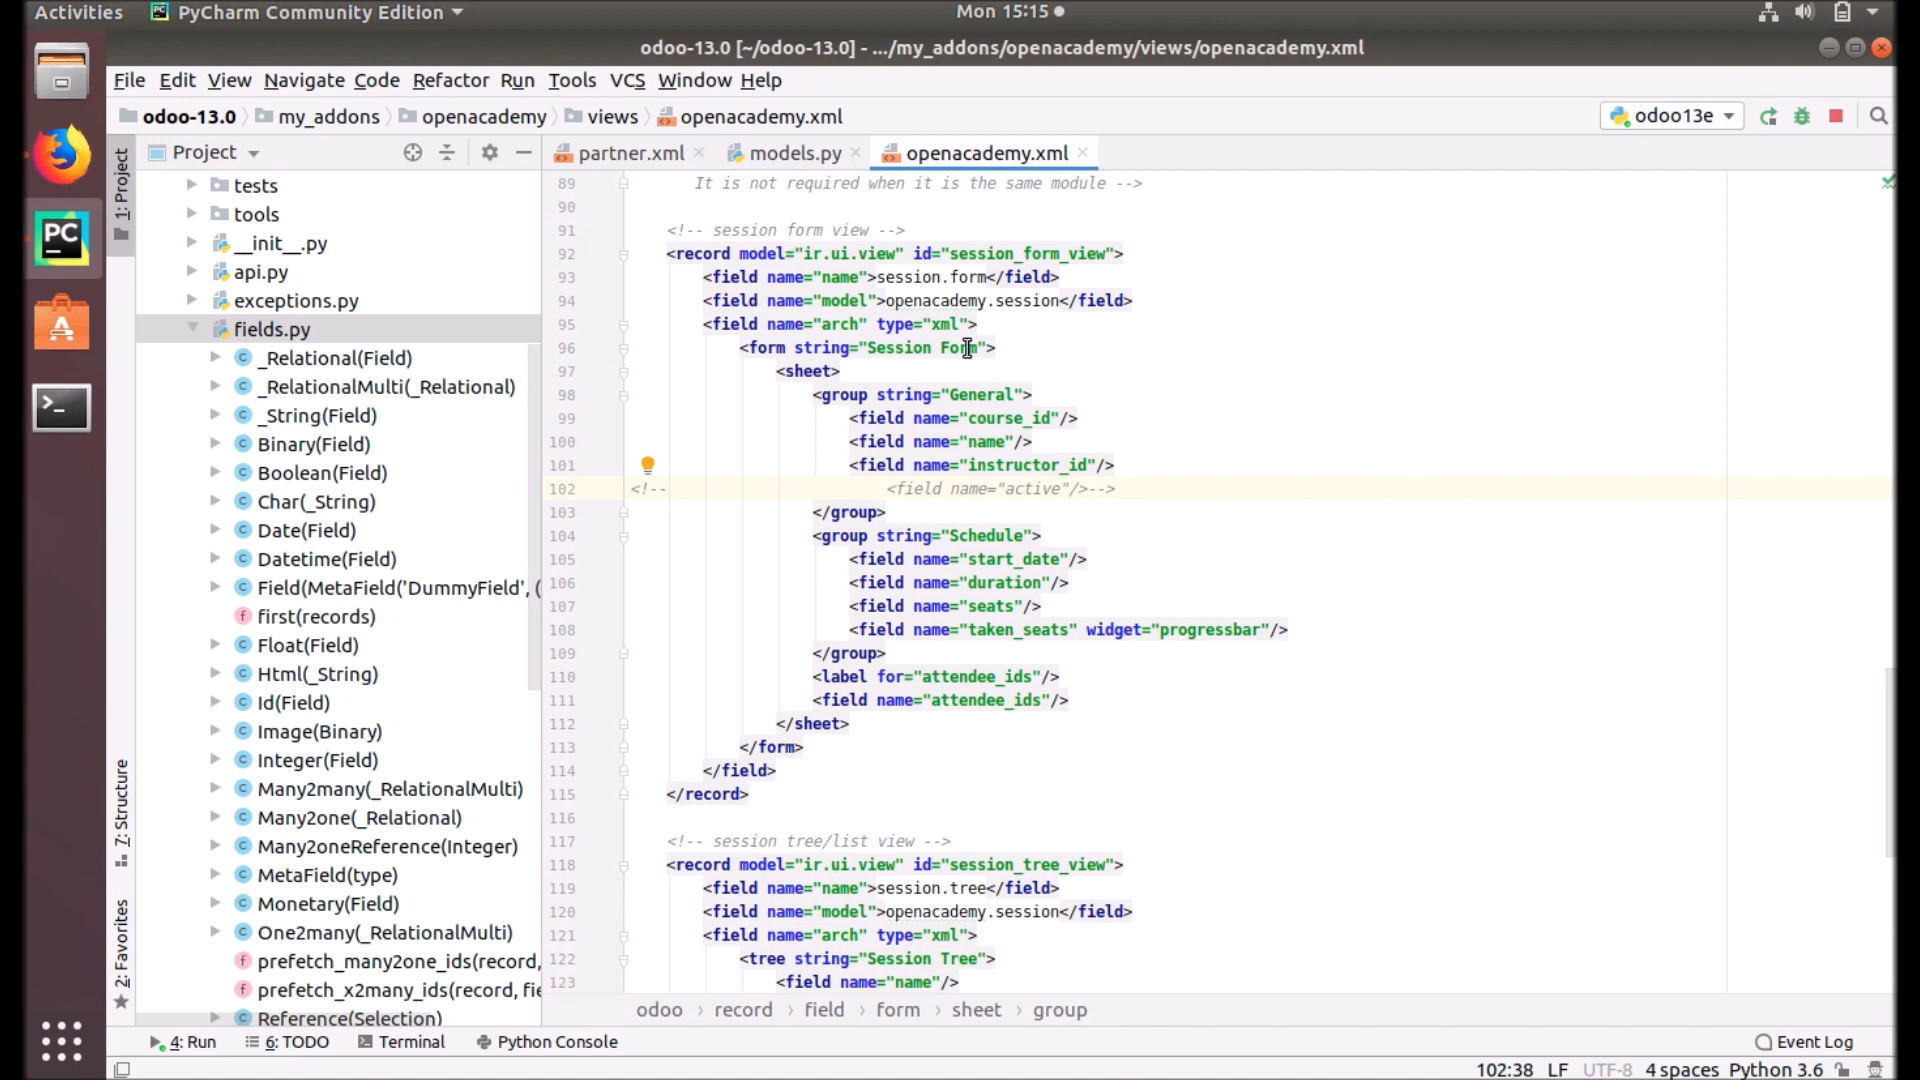 Activities
PyCharm Community Edition
Mon 15:15
odoo-13.0 [~/odoo-13.0] - .../my_addons/openacademy/views/openacademy.xml
File Edit View Navigate Code Refactor Run Tools VCS Window Help
odoo-13.0 my_addons openacademy views openacademy.xml
odoo13e
1: Project
7: Structure
2: Favorites
Project
tests
tools
__init__.py
api.py
exceptions.py
fields.py
_Relational(Field)
_RelationalMulti(_Relational)
_String(Field)
Binary(Field)
Boolean(Field)
Char(_String)
Date(Field)
Datetime(Field)
Field(MetaField('DummyField', (
first(records)
Float(Field)
Html(_String)
Id(Field)
Image(Binary)
Integer(Field)
Many2many(_RelationalMulti)
Many2one(_Relational)
Many2oneReference(Integer)
MetaField(type)
Monetary(Field)
One2many(_RelationalMulti)
prefetch_many2one_ids(record,
prefetch_x2many_ids(record, fie
Reference(Selection)
partner.xml models.py openacademy.xml
89 It is not required when it is the same module -->
90
91 <!-- session form view -->
92 <record model="ir.ui.view" id="session_form_view">
93 <field name="name">session.form</field>
94 <field name="model">openacademy.session</field>
95 <field name="arch" type="xml">
96 <form string="Session Form">
97 <sheet>
98 <group string="General">
99 <field name="course_id"/>
100 <field name="name"/>
101 <field name="instructor_id"/>
102 <!-- <field name="active"/>-->
103 </group>
104 <group string="Schedule">
105 <field name="start_date"/>
106 <field name="duration"/>
107 <field name="seats"/>
108 <field name="taken_seats" widget="progressbar"/>
109 </group>
110 <label for="attendee_ids"/>
111 <field name="attendee_ids"/>
112 </sheet>
113 </form>
114 </field>
115 </record>
116
117 <!-- session tree/list view -->
118 <record model="ir.ui.view" id="session_tree_view">
119 <field name="name">session.tree</field>
120 <field name="model">openacademy.session</field>
121 <field name="arch" type="xml">
122 <tree string="Session Tree">
123 <field name="name"/>
odoo › record › field › form › sheet › group
4: Run 6: TODO Terminal Python Console Event Log
102:38 LF UTF-8 4 spaces Python 3.6